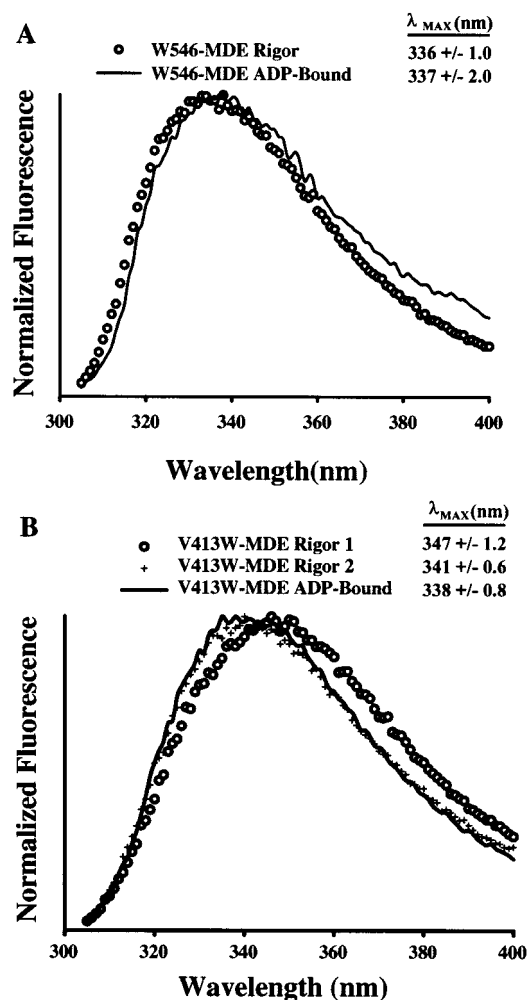 A
λ MAX (nm)
W546-MDE Rigor 336 +/- 1.0
W546-MDE ADP-Bound 337 +/- 2.0
Normalized Fluorescence
300 320 340 360 380 400
Wavelength(nm)
B
λMAX(nm)
V413W-MDE Rigor 1 347 +/- 1.2
V413W-MDE Rigor 2 341 +/- 0.6
V413W-MDE ADP-Bound 338 +/- 0.8
Normalized Fluorescence
300 320 340 360 380 400
Wavelength (nm)